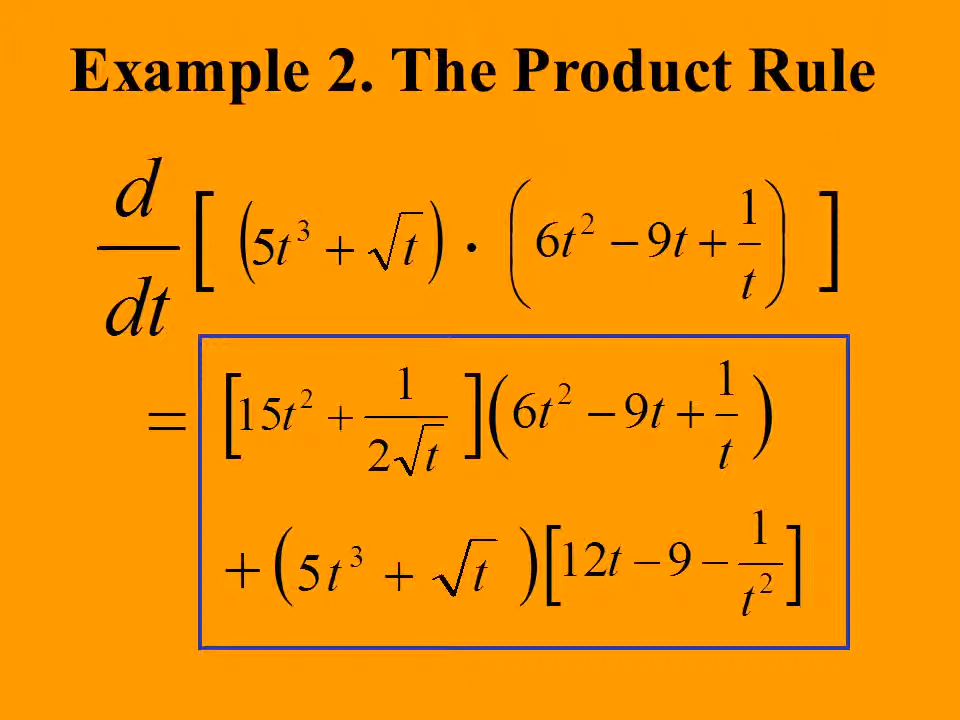 Example 2. The Product Rule
d/dt [ (5t³ + √t) · (6t² − 9t + 1/t) ]
= [15t² + 1/(2√t)] (6t² − 9t + 1/t)
+ (5t³ + √t) [12t − 9 − 1/t²]